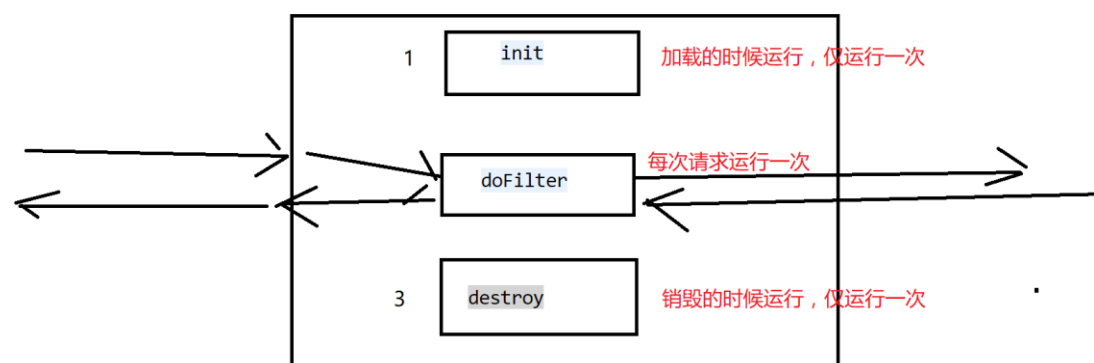 1 init 加载的时候运行，仅运行一次
doFilter 每次请求运行一次
3 destroy 销毁的时候运行，仅运行一次